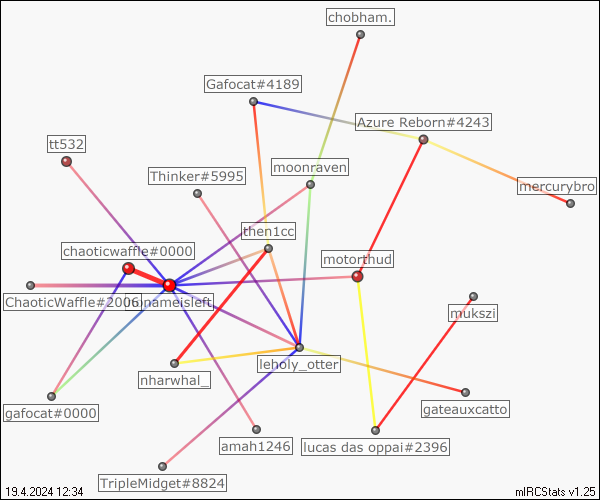 chobham.
Gafocat#4189
Azure Reborn#4243
tt532
moonraven
Thinker#5995
mercurybro
then1cc
chaoticwaffle#0000
motorthud
ChaoticWaffle#2006
mukszi
leholy_otter
nharwhal_
gateauxcatto
gafocat#0000
amah1246
lucas das oppai#2396
TripleMidget#8824
19.4.2024 12:34
mIRCStats v1.25